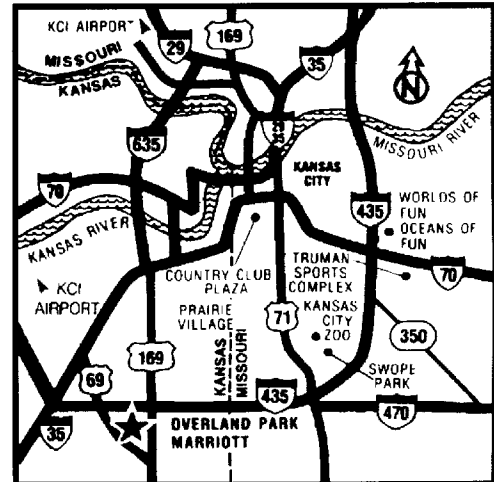 KCI AIRPORT
169
29
35
MISSOURI
KANSAS
N
635
MISSOURI RIVER
KANSAS
CITY
70
435
WORLDS OF
FUN
OCEANS OF
FUN
KANSAS RIVER
KCI
AIRPORT
COUNTRY CLUB
PLAZA
TRUMAN
SPORTS
COMPLEX
70
PRAIRIE
VILLAGE
KANSAS
MISSOURI
71
KANSAS
CITY
ZOO
350
169
69
SWOPE
PARK
435
470
35
OVERLAND PARK
MARRIOTT